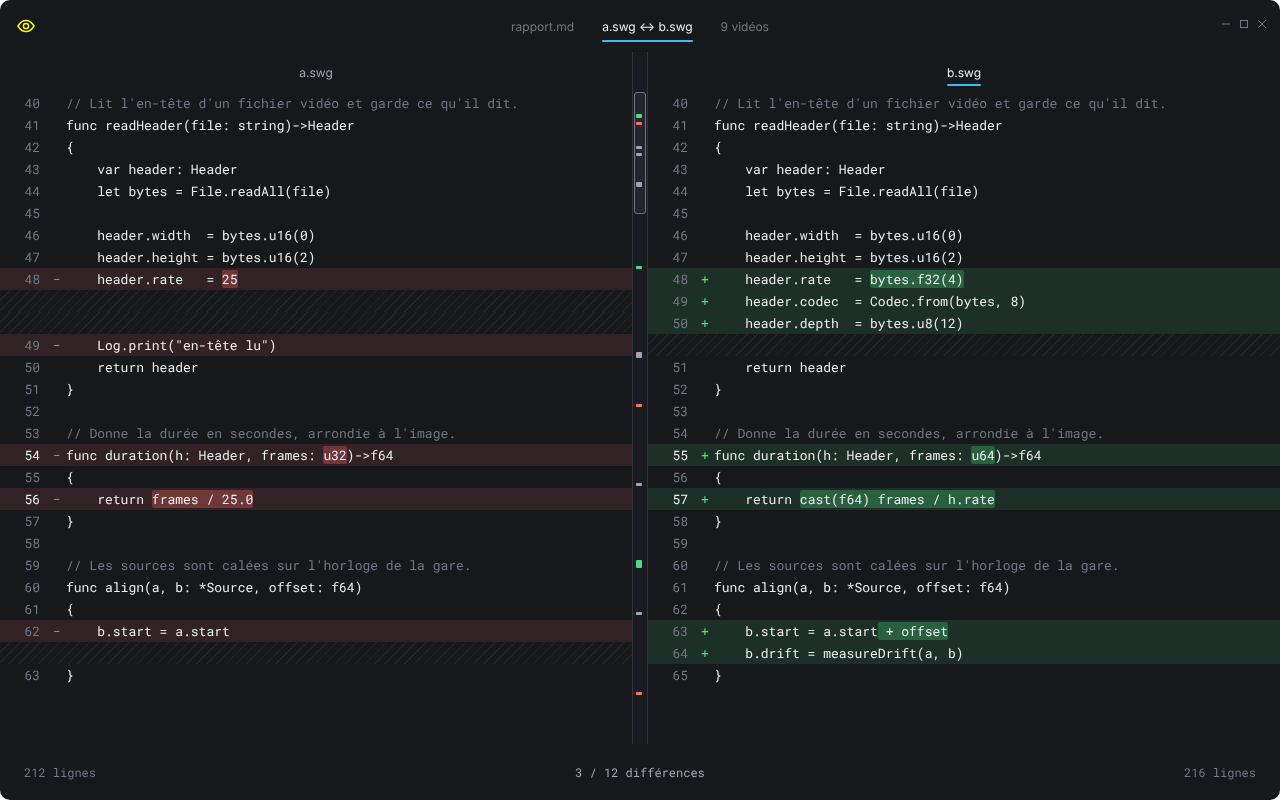 rapport.md a.swg ↔ b.swg 9 vidéos
a.swg
40 // Lit l'en-tête d'un fichier vidéo et garde ce qu'il dit.
41 func readHeader(file: string)->Header
42 {
43     var header: Header
44     let bytes = File.readAll(file)
45
46     header.width  = bytes.u16(0)
47     header.height = bytes.u16(2)
48 −     header.rate   = 25
49 −     Log.print("en-tête lu")
50     return header
51 }
52
53 // Donne la durée en secondes, arrondie à l'image.
54 − func duration(h: Header, frames: u32)->f64
55 {
56 −     return frames / 25.0
57 }
58
59 // Les sources sont calées sur l'horloge de la gare.
60 func align(a, b: *Source, offset: f64)
61 {
62 −     b.start = a.start
63 }
b.swg
40 // Lit l'en-tête d'un fichier vidéo et garde ce qu'il dit.
41 func readHeader(file: string)->Header
42 {
43     var header: Header
44     let bytes = File.readAll(file)
45
46     header.width  = bytes.u16(0)
47     header.height = bytes.u16(2)
48 +     header.rate   = bytes.f32(4)
49 +     header.codec  = Codec.from(bytes, 8)
50 +     header.depth  = bytes.u8(12)
51     return header
52 }
53
54 // Donne la durée en secondes, arrondie à l'image.
55 + func duration(h: Header, frames: u64)->f64
56 {
57 +     return cast(f64) frames / h.rate
58 }
59
60 // Les sources sont calées sur l'horloge de la gare.
61 func align(a, b: *Source, offset: f64)
62 {
63 +     b.start = a.start + offset
64 +     b.drift = measureDrift(a, b)
65 }
212 lignes 3 / 12 différences 216 lignes